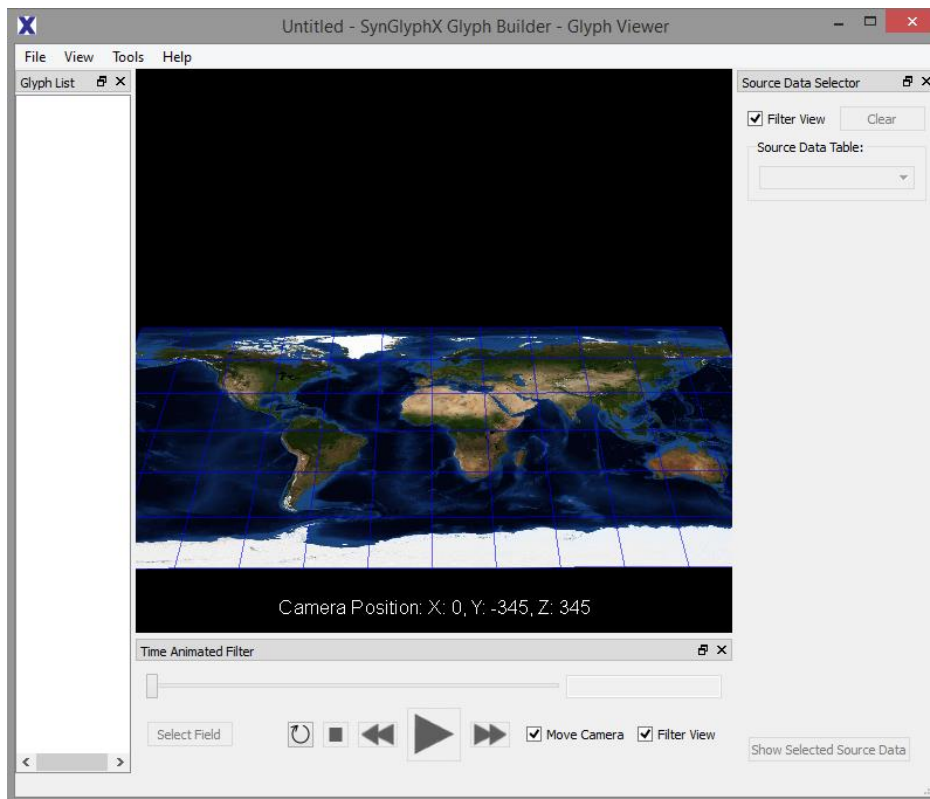 Untitled - SynGlyphX Glyph Builder - Glyph Viewer
File View Tools Help
Glyph List
Source Data Selector
Filter View Clear
Source Data Table:
Camera Position: X: 0, Y: -345, Z: 345
Time Animated Filter
Select Field
Move Camera Filter View
Show Selected Source Data